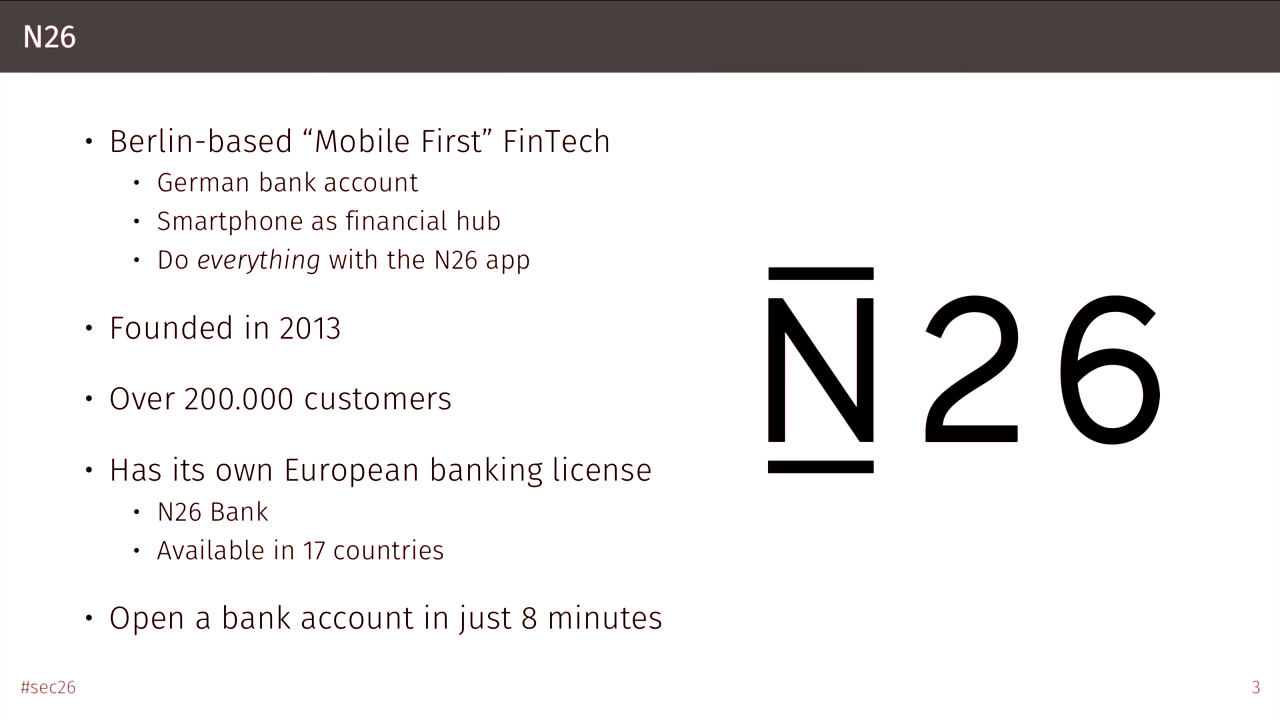 N26
• Berlin-based “Mobile First” FinTech
• German bank account
• Smartphone as financial hub
• Do everything with the N26 app
• Founded in 2013
• Over 200.000 customers
• Has its own European banking license
• N26 Bank
• Available in 17 countries
• Open a bank account in just 8 minutes
N26
#sec26
3